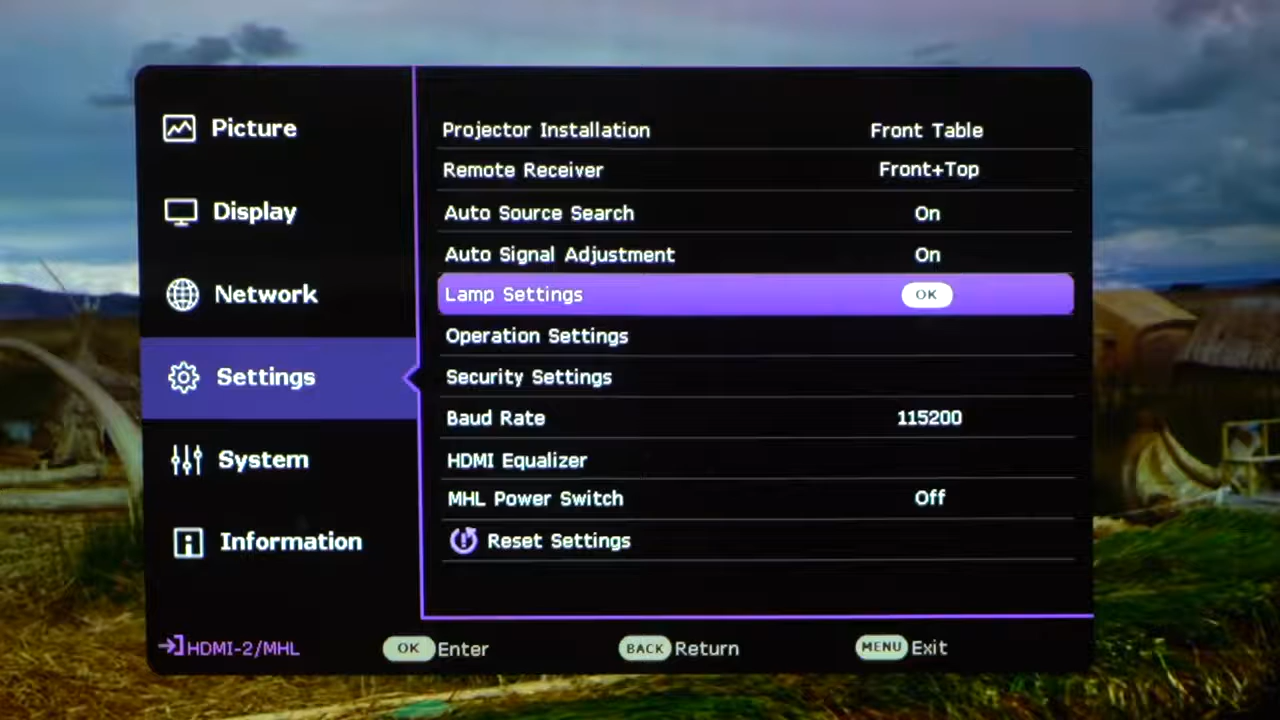 Picture
Display
Network
Settings
System
Information
Projector Installation Front Table
Remote Receiver Front+Top
Auto Source Search On
Auto Signal Adjustment On
Lamp Settings OK
Operation Settings
Security Settings
Baud Rate 115200
HDMI Equalizer
MHL Power Switch Off
Reset Settings
HDMI-2/MHL OK Enter BACK Return MENU Exit